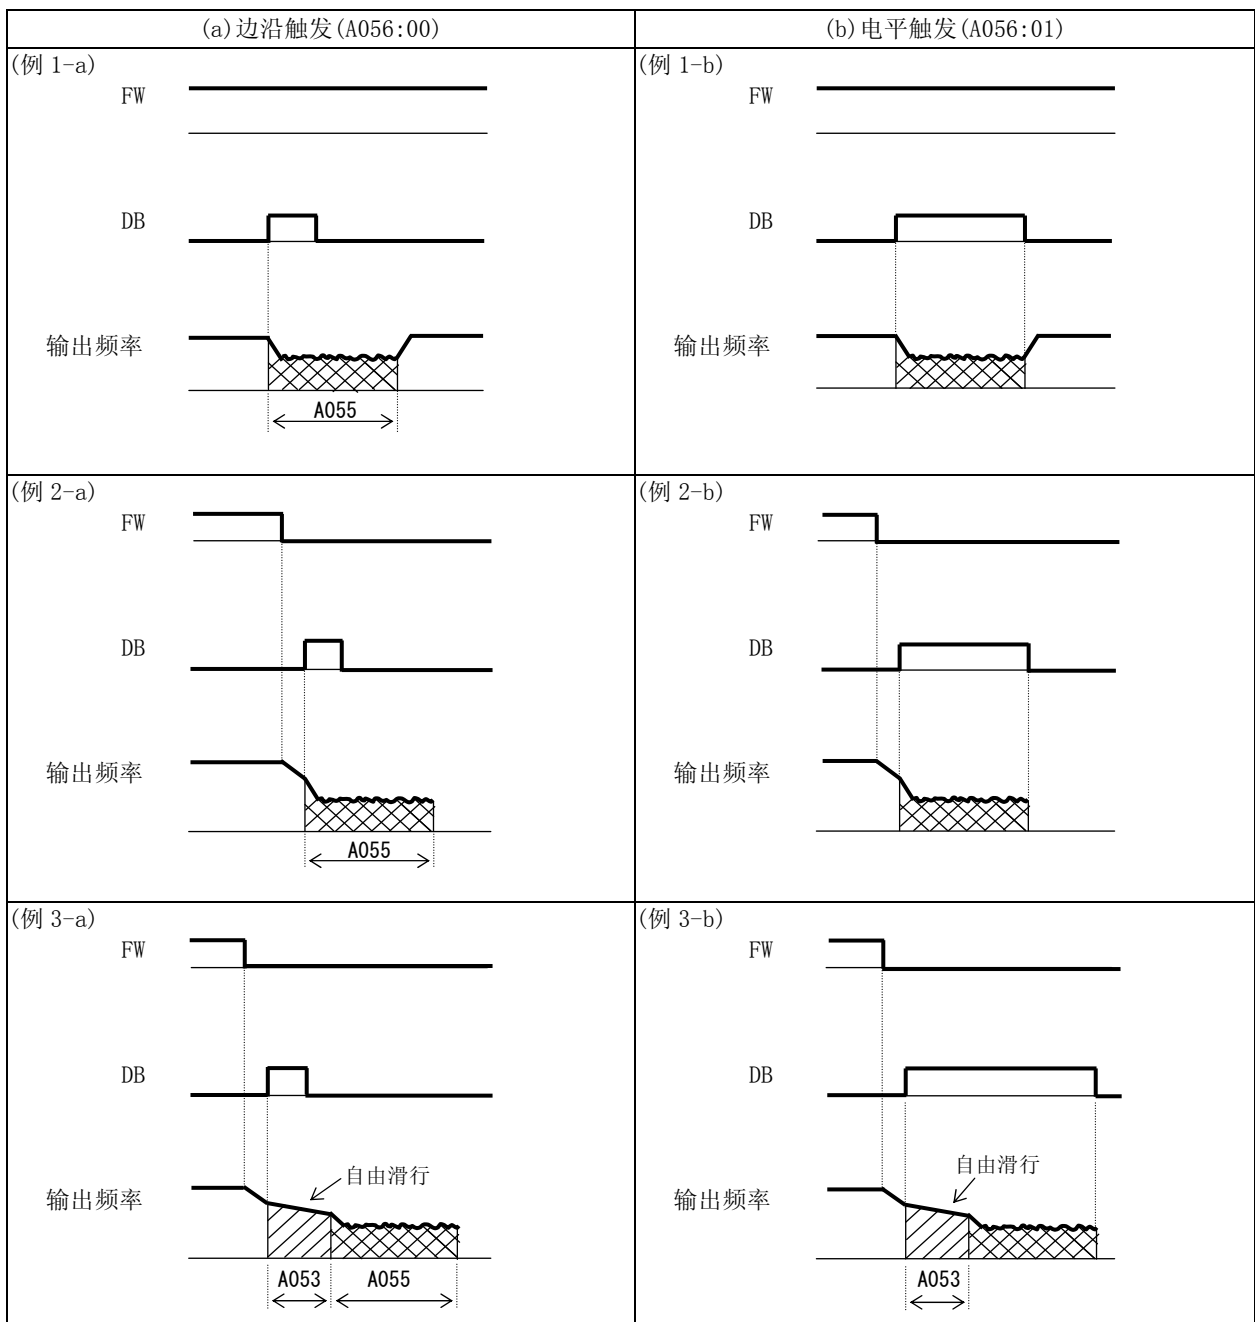 (a)边沿触发(A056:00)
(b)电平触发(A056:01)
(例 1-a)
FW
DB
输出频率
A055
(例 1-b)
FW
DB
输出频率
(例 2-a)
FW
DB
输出频率
A055
(例 2-b)
FW
DB
输出频率
(例 3-a)
FW
DB
自由滑行
输出频率
A053 A055
(例 3-b)
FW
DB
自由滑行
输出频率
A053